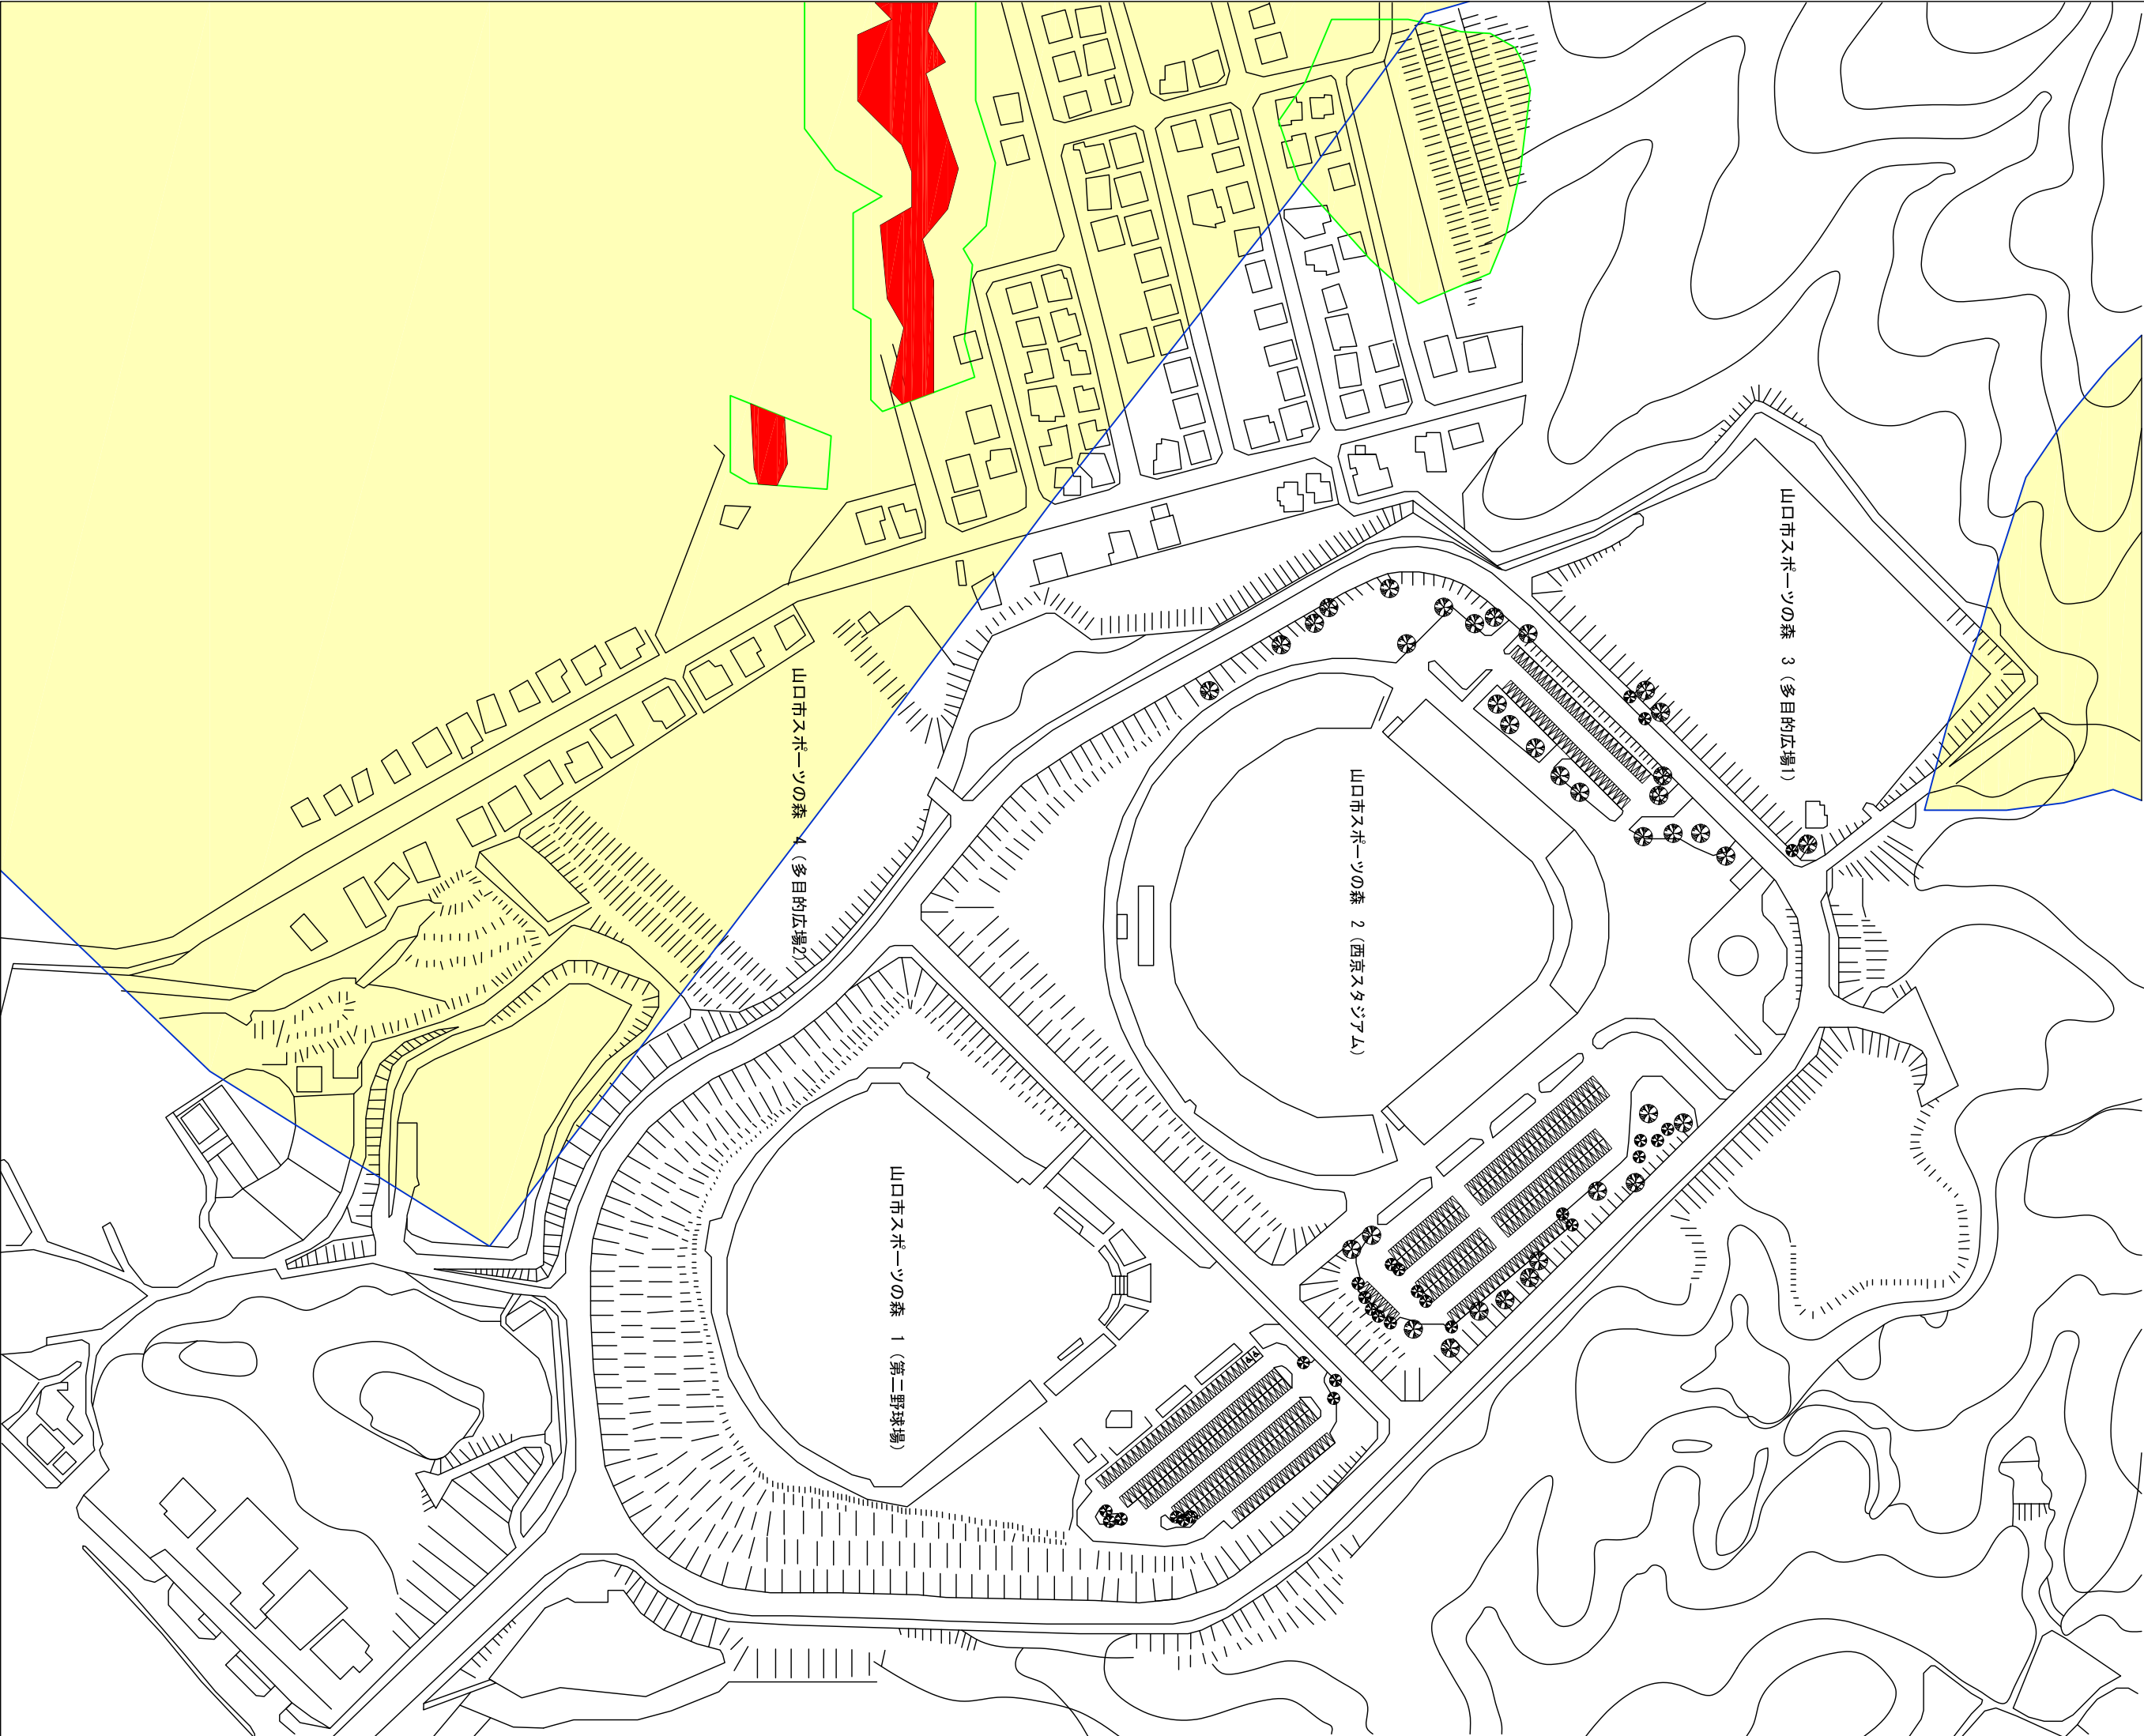 山口市スポーツの森　3（多目的広場1）
山口市スポーツの森　2（西京スタジアム）
山口市スポーツの森　4（多目的広場2）
山口市スポーツの森　1（第二野球場）